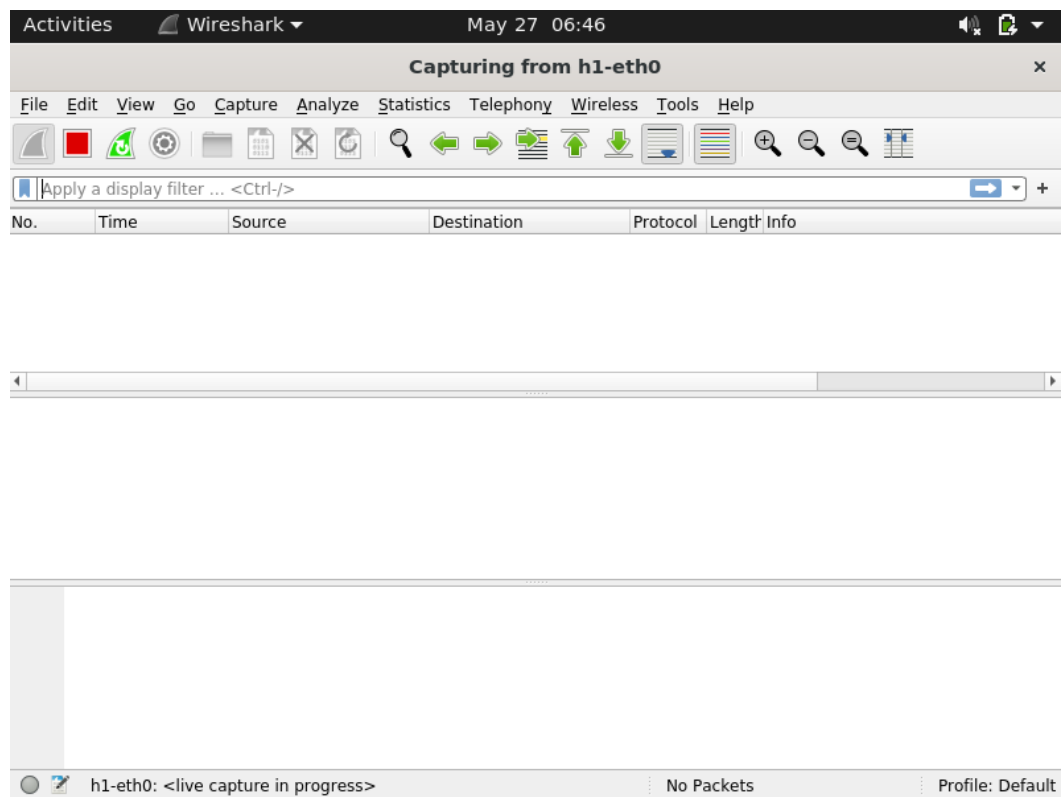 Activities Wireshark May 27 06:46
Capturing from h1-eth0 ×
File Edit View Go Capture Analyze Statistics Telephony Wireless Tools Help
Apply a display filter ... <Ctrl-/> +
No. Time Source Destination Protocol Length Info
h1-eth0: <live capture in progress> No Packets Profile: Default